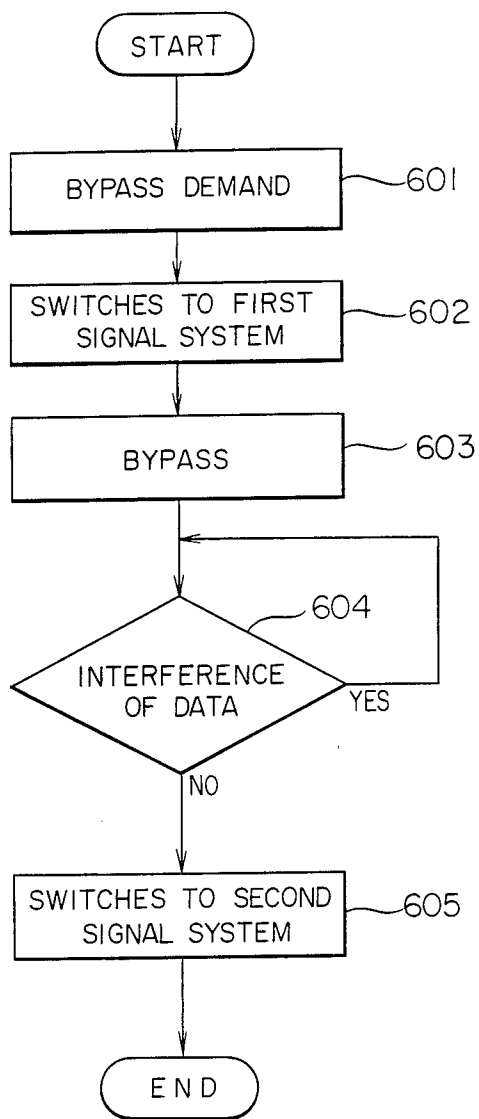 START
BYPASS DEMAND
601
SWITCHES TO FIRST
SIGNAL SYSTEM
602
BYPASS
603
604
INTERFERENCE
OF DATA
YES
NO
SWITCHES TO SECOND
SIGNAL SYSTEM
605
END